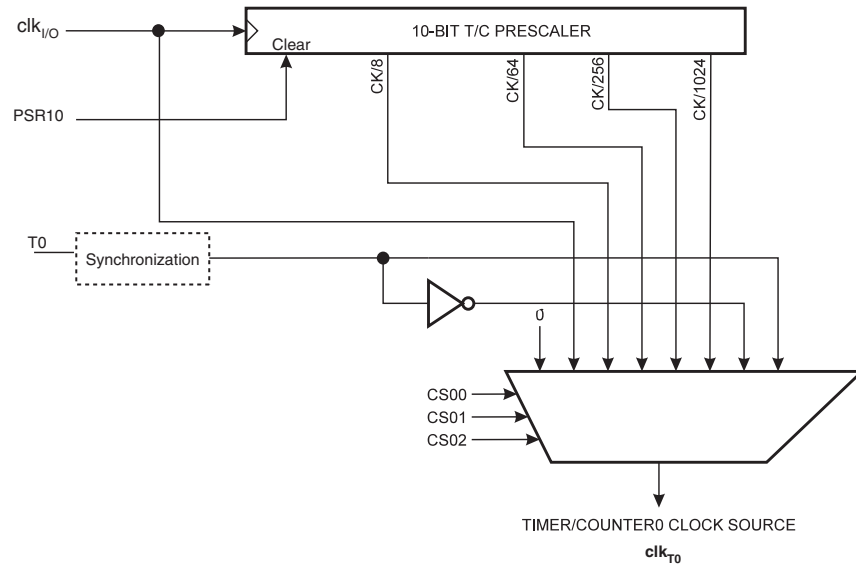 clkI/O
10-BIT T/C PRESCALER
Clear
CK/8
CK/64
CK/256
CK/1024
PSR10
T0
Synchronization
0
CS00
CS01
CS02
TIMER/COUNTER0 CLOCK SOURCE
clkT0